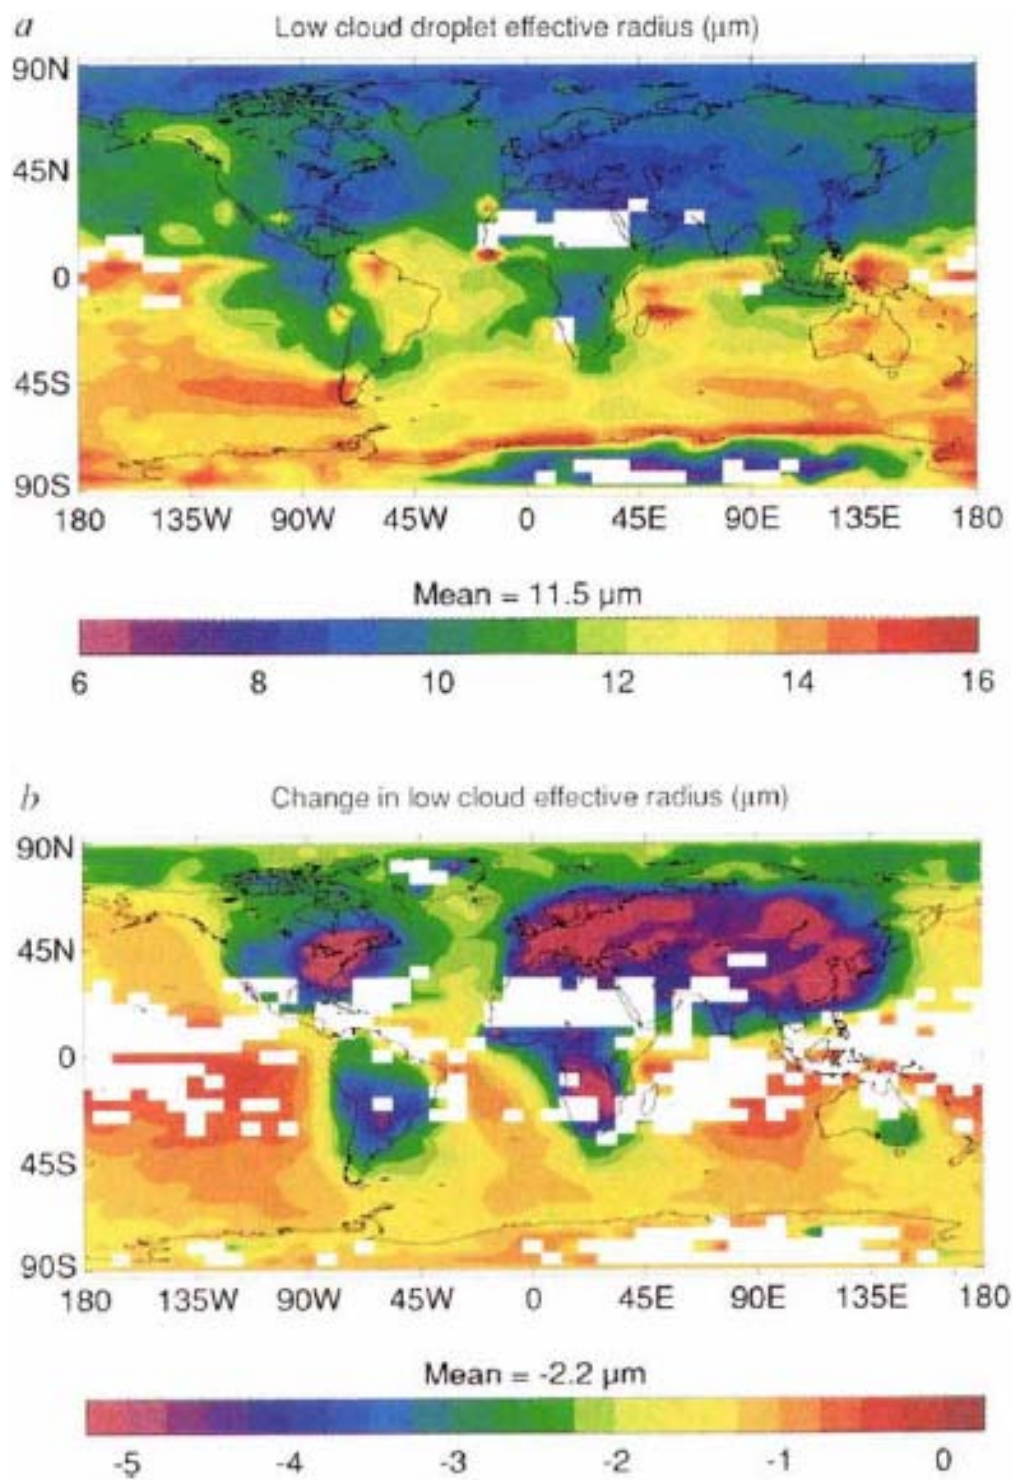 a Low cloud droplet effective radius (μm)
90N
45N
0
45S
90S
180 135W 90W 45W 0 45E 90E 135E 180
Mean = 11.5 μm
6 8 10 12 14 16
b Change in low cloud effective radius (μm)
90N
45N
0
45S
90S
180 135W 90W 45W 0 45E 90E 135E 180
Mean = -2.2 μm
-5 -4 -3 -2 -1 0